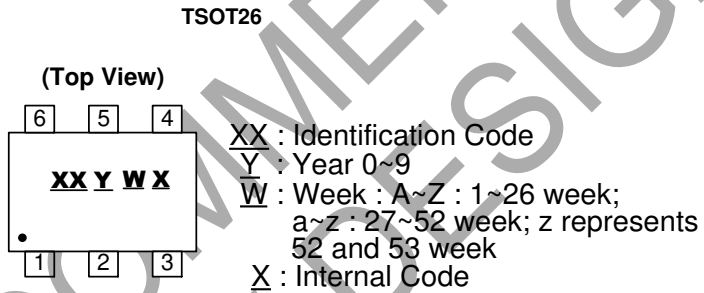 TSOT26
(Top View)
6 5 4
XX Y W X
1 2 3
XX : Identification Code
Y : Year 0~9
W : Week : A~Z : 1~26 week;
a~z : 27~52 week; z represents
52 and 53 week
X : Internal Code